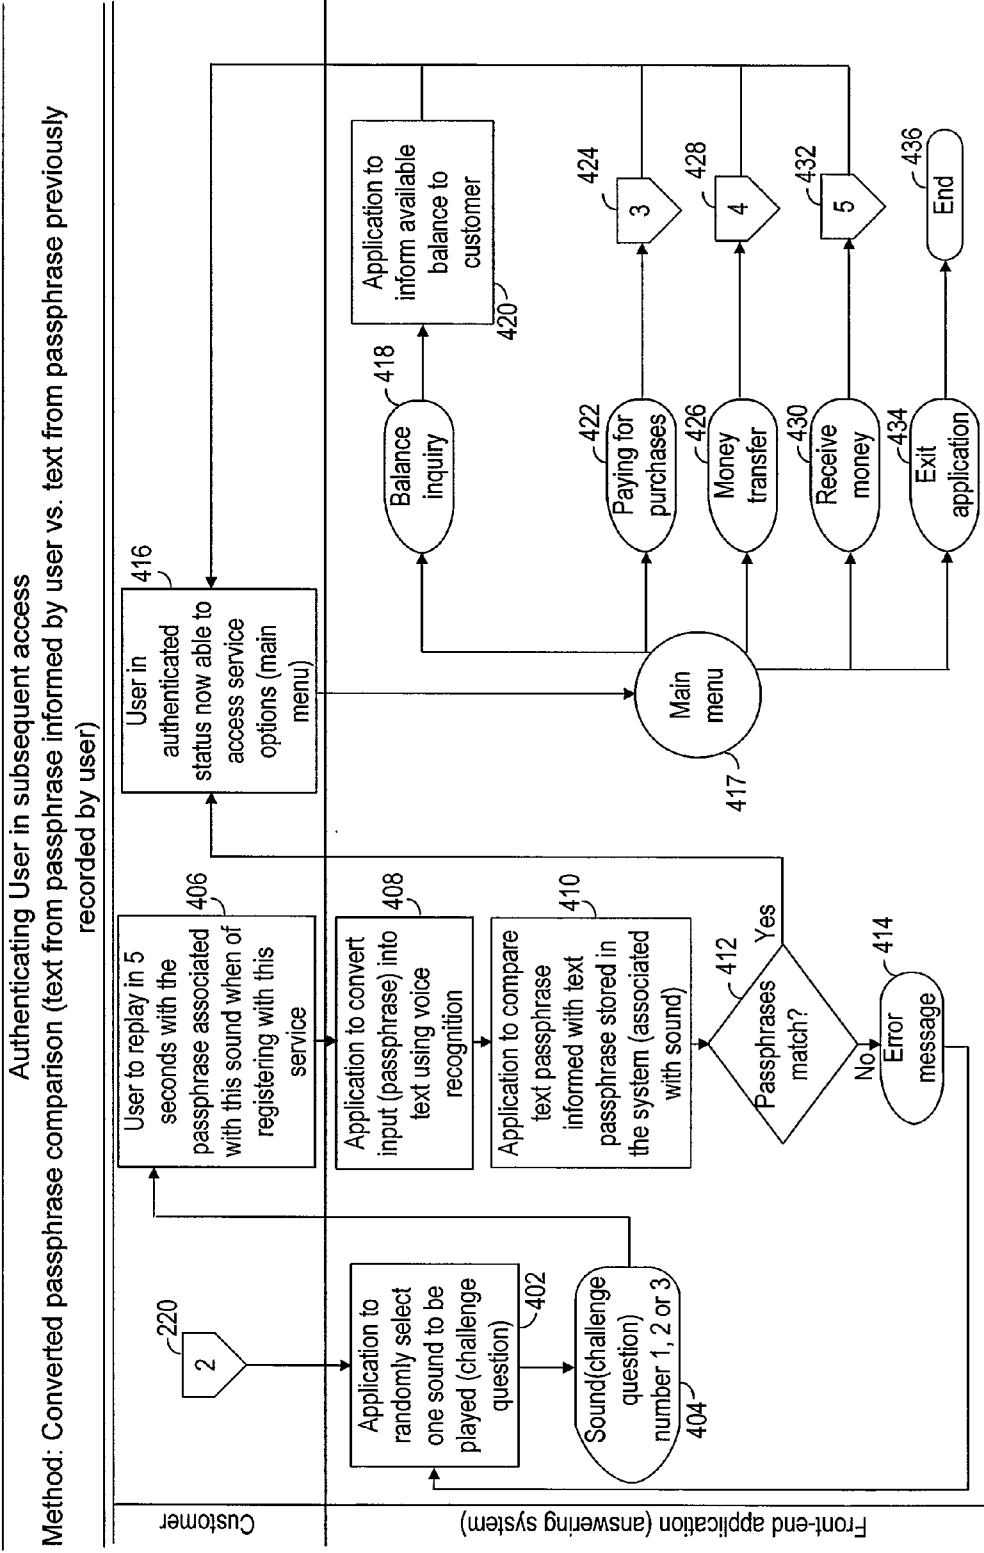 Authenticating User in subsequent access
Method: Converted passphrase comparison (text from passphrase informed by user vs. text from passphrase previously
recorded by user)
Customer
Front-end application (answering system)
2
220
Application to
randomly select
one sound to be
played (challenge
question)
402
Sound(challenge
question)
number 1, 2 or 3
404
User to replay in 5
seconds with the
passphrase associated
with this sound when of
registering with this
service
406
Application to convert
input (passphrase) into
text using voice
recognition
408
Application to compare
text passphrase
informed with text
passphrase stored in
the system (associated
with sound)
410
Passphrases
match?
412
Yes
No
Error
message
414
User in
authenticated
status now able to
access service
options (main
menu)
416
Main
menu
417
Balance
inquiry
418
Application to
inform available
balance to
customer
420
Paying for
purchases
422
3
424
Money
transfer
426
4
428
Receive
money
430
5
432
Exit
application
434
End
436